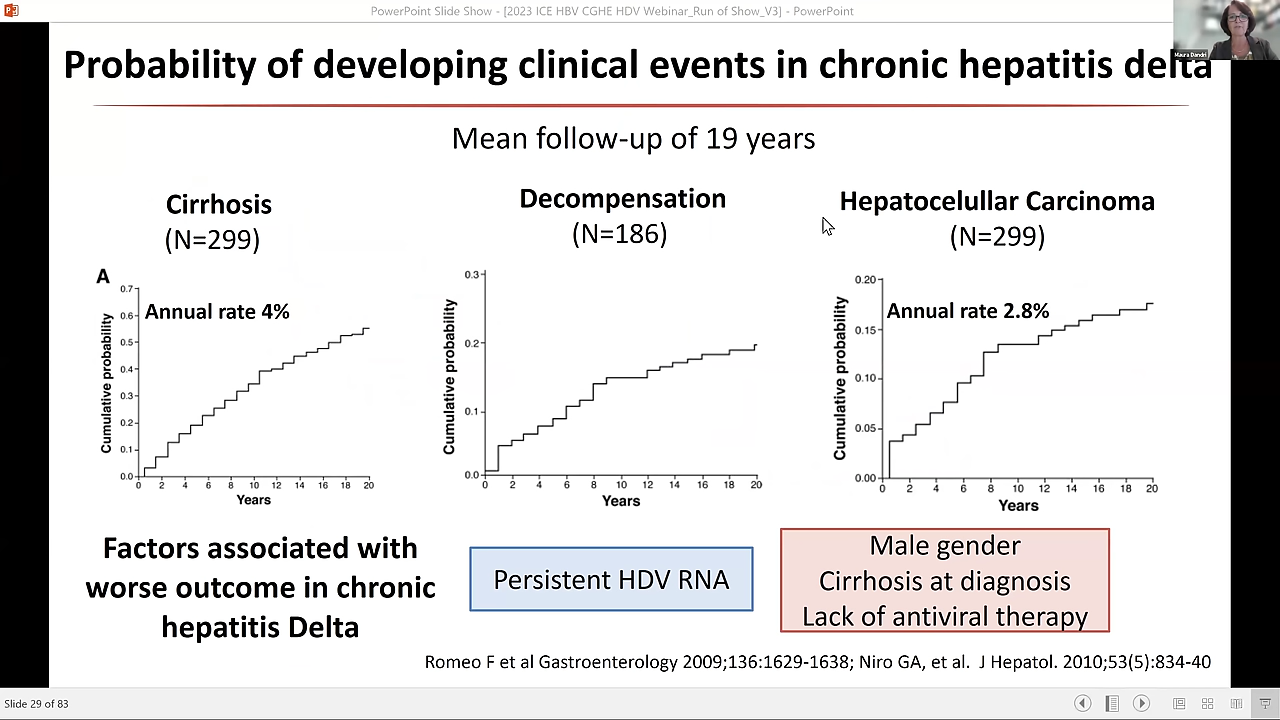 PowerPoint Slide Show - [2023 ICE HBV CGHE HDV Webinar_Run of Show_V3] - PowerPoint
Maura Dandri
Probability of developing clinical events in chronic hepatitis delta
Mean follow-up of 19 years
Cirrhosis
(N=299)
A
Annual rate 4%
Cumulative probability
0.7
0.6
0.5
0.4
0.3
0.2
0.1
0.0
0 2 4 6 8 10 12 14 16 18 20
Years
Decompensation
(N=186)
Cumulative probability
0.3
0.2
0.1
0.0
0 2 4 6 8 10 12 14 16 18 20
Years
Hepatocelullar Carcinoma
(N=299)
Annual rate 2.8%
Cumulative probability
0.20
0.15
0.10
0.05
0.00
0 2 4 6 8 10 12 14 16 18 20
Years
Factors associated with
worse outcome in chronic
hepatitis Delta
Persistent HDV RNA
Male gender
Cirrhosis at diagnosis
Lack of antiviral therapy
Romeo F et al Gastroenterology 2009;136:1629-1638; Niro GA, et al. J Hepatol. 2010;53(5):834-40
Slide 29 of 83